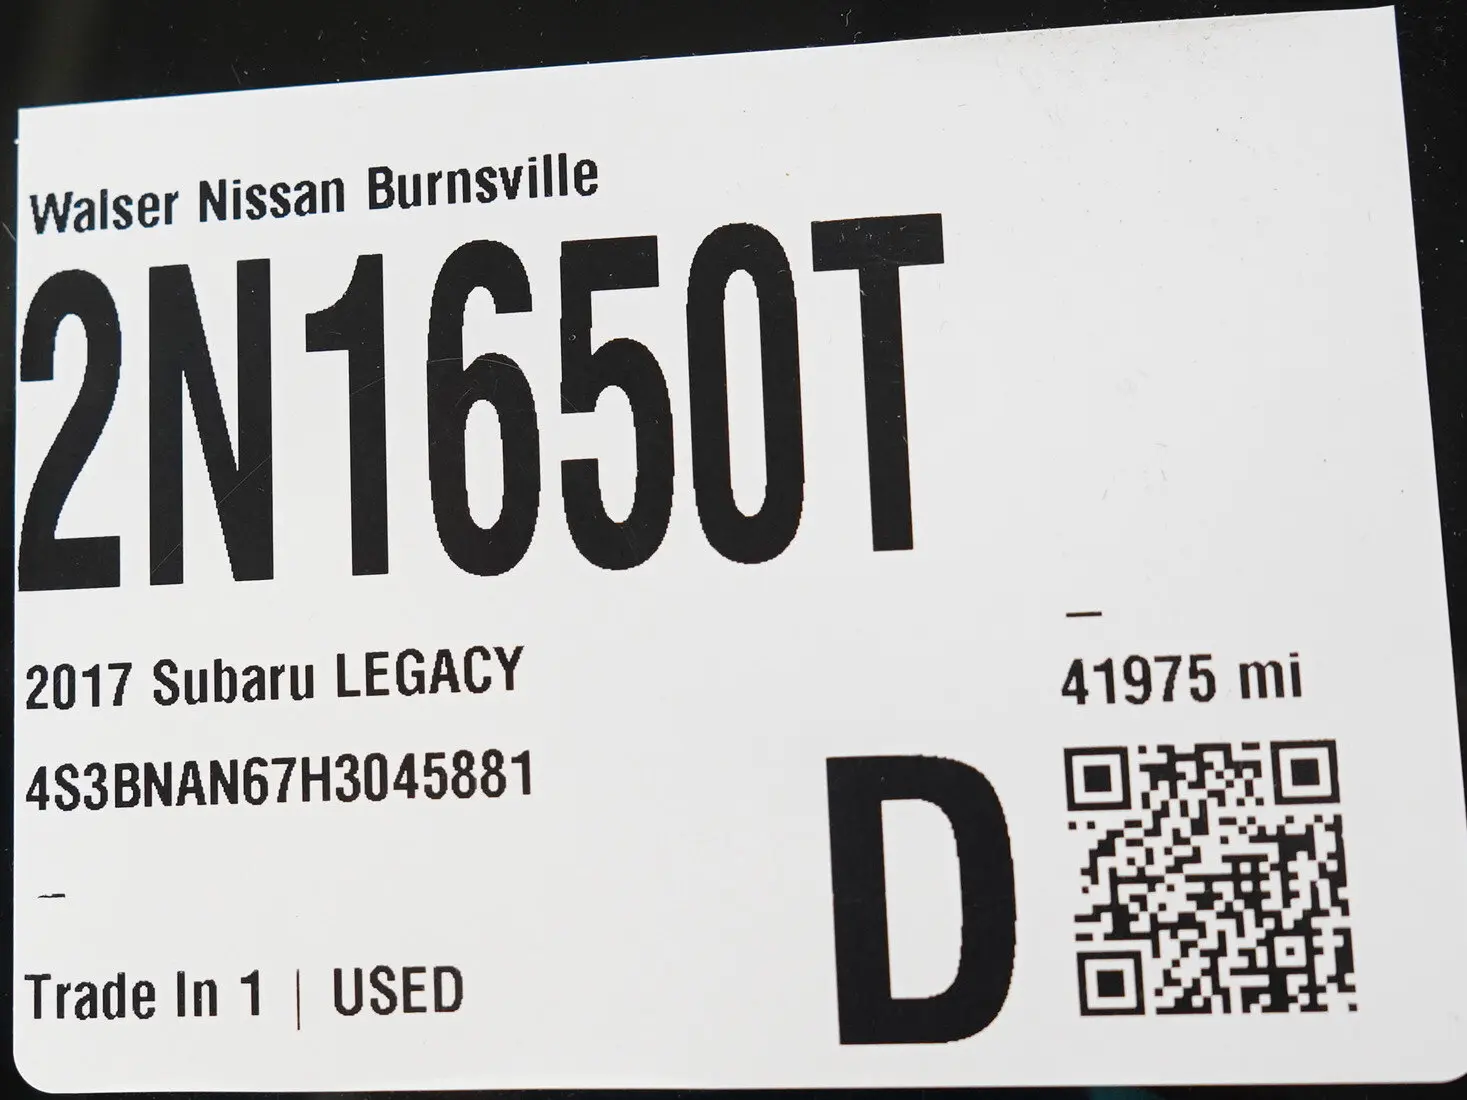 Walser Nissan Burnsville
2N1650T
2017 Subaru LEGACY
–
41975 mi
4S3BNAN67H3045881
–
D
Trade In 1 | USED